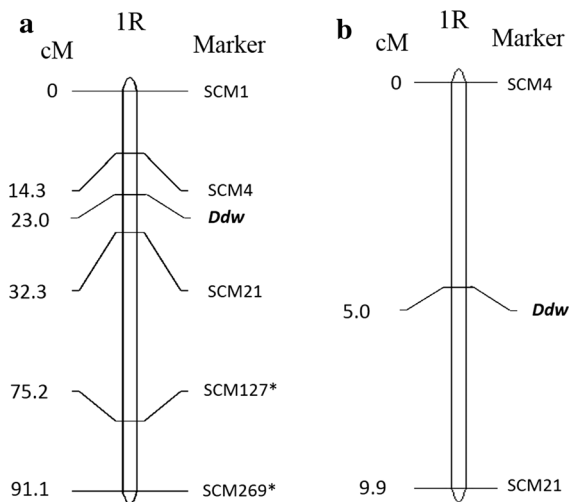 a
1R
cM Marker
0 SCM1
14.3 SCM4
23.0 Ddw
32.3 SCM21
75.2 SCM127*
91.1 SCM269*
b
1R
cM Marker
0 SCM4
5.0 Ddw
9.9 SCM21